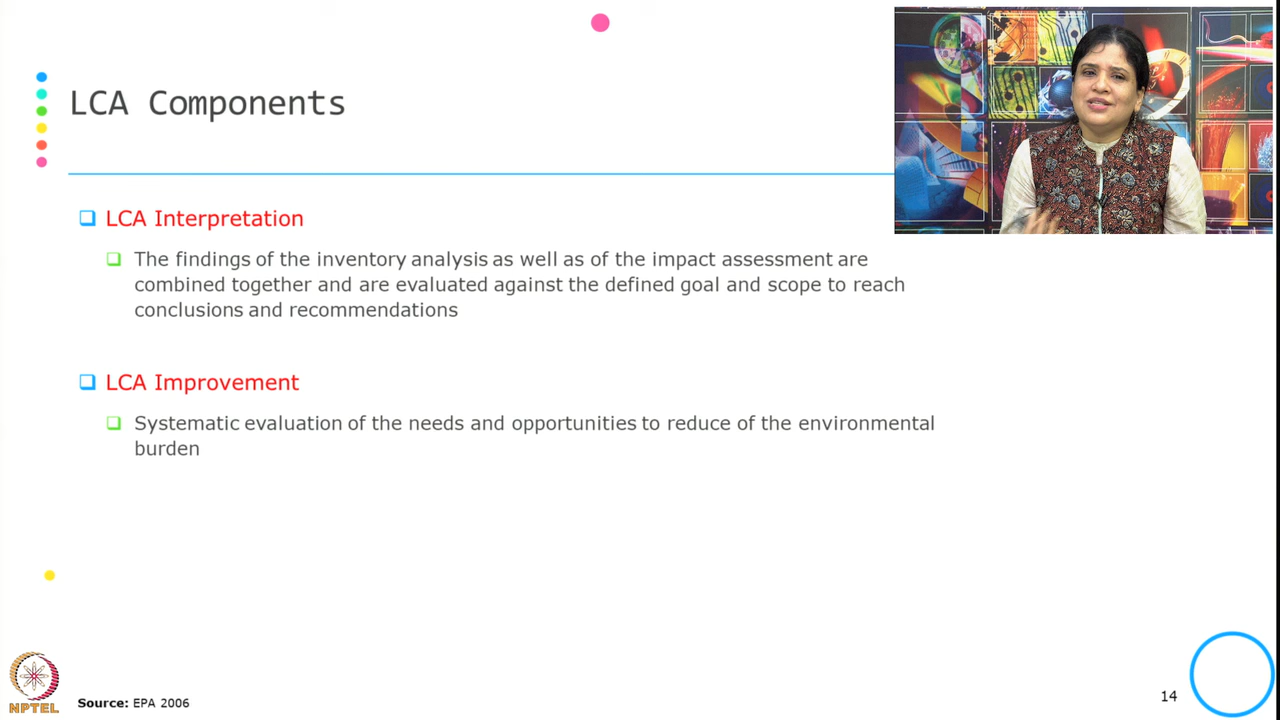 LCA Components
LCA Interpretation
The findings of the inventory analysis as well as of the impact assessment are
combined together and are evaluated against the defined goal and scope to reach
conclusions and recommendations
LCA Improvement
Systematic evaluation of the needs and opportunities to reduce of the environmental
burden
NPTEL
Source: EPA 2006
14